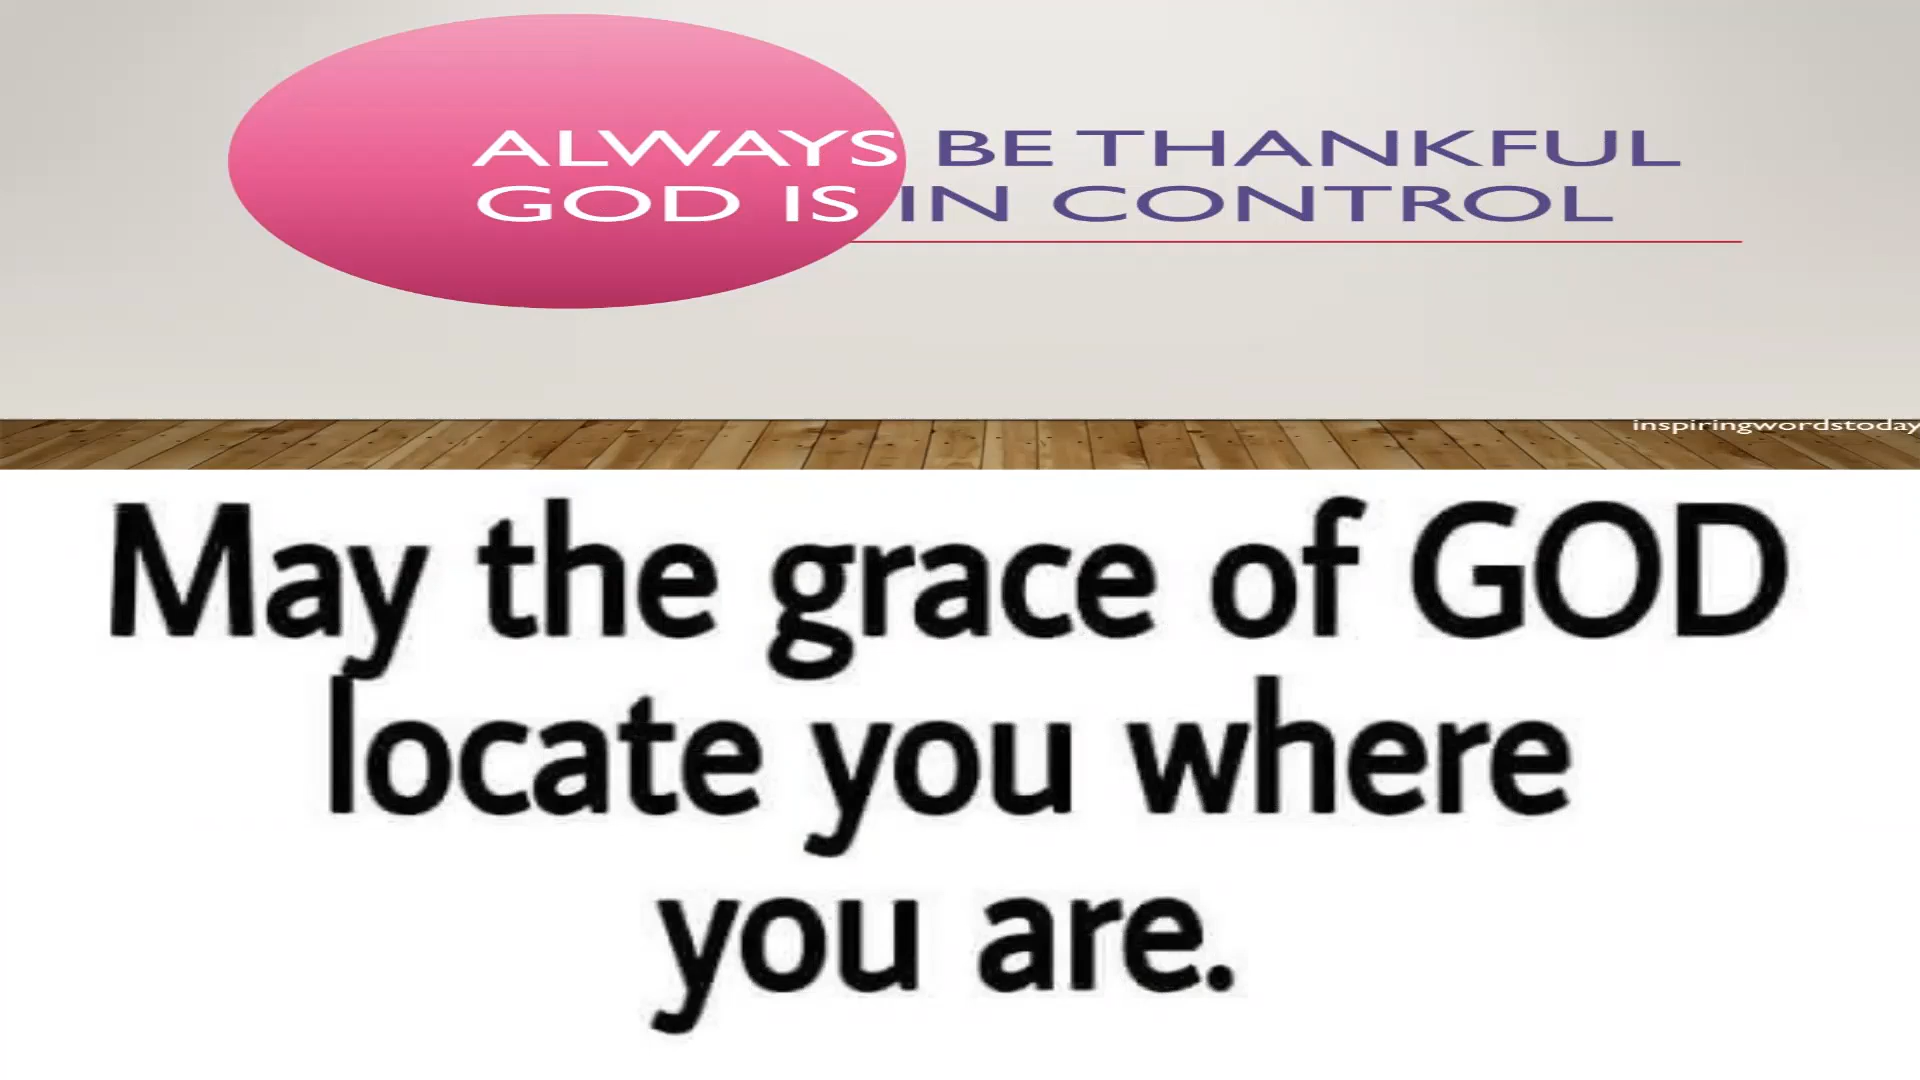 ALWAYS BE THANKFUL
GOD IS IN CONTROL
inspiringwordstoday
May the grace of GOD
locate you where
you are.